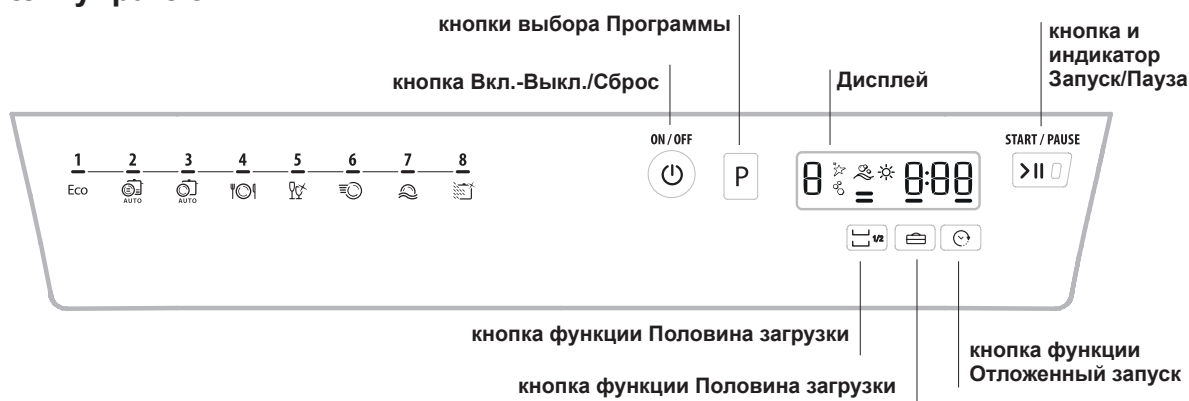 кнопки выбора Программы
кнопка и
индикатор
Запуск/Пауза
кнопка Вкл.-Выкл./Сброс
Дисплей
ON/OFF
START / PAUSE
1 2 3 4 5 6 7 8
Eco
AUTO
AUTO
P
8 8:88
1/2
кнопка функции Половина загрузки
кнопка функции
Отложенный запуск
кнопка функции Половина загрузки